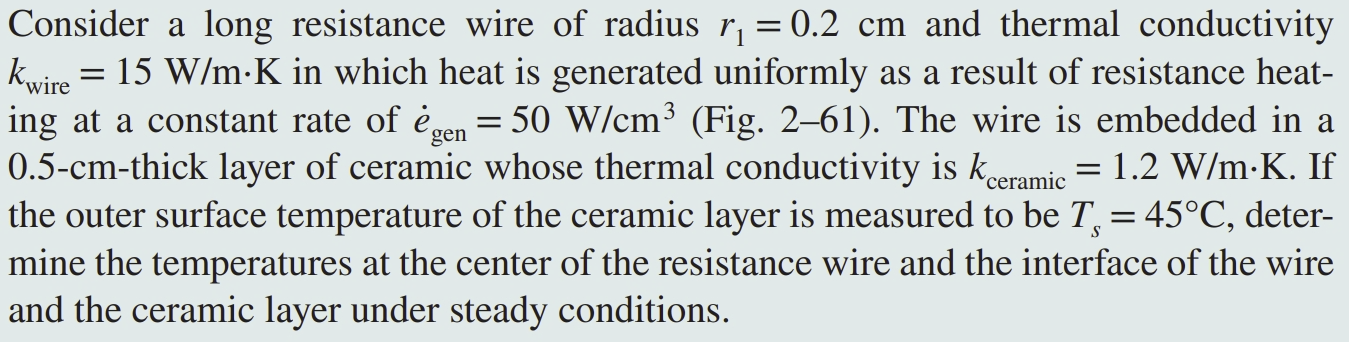 Consider a long resistance wire of radius r₁ = 0.2 cm and thermal conductivity
k_wire = 15 W/m·K in which heat is generated uniformly as a result of resistance heat-
ing at a constant rate of ė_gen = 50 W/cm³ (Fig. 2–61). The wire is embedded in a
0.5-cm-thick layer of ceramic whose thermal conductivity is k_ceramic = 1.2 W/m·K. If
the outer surface temperature of the ceramic layer is measured to be T_s = 45°C, deter-
mine the temperatures at the center of the resistance wire and the interface of the wire
and the ceramic layer under steady conditions.